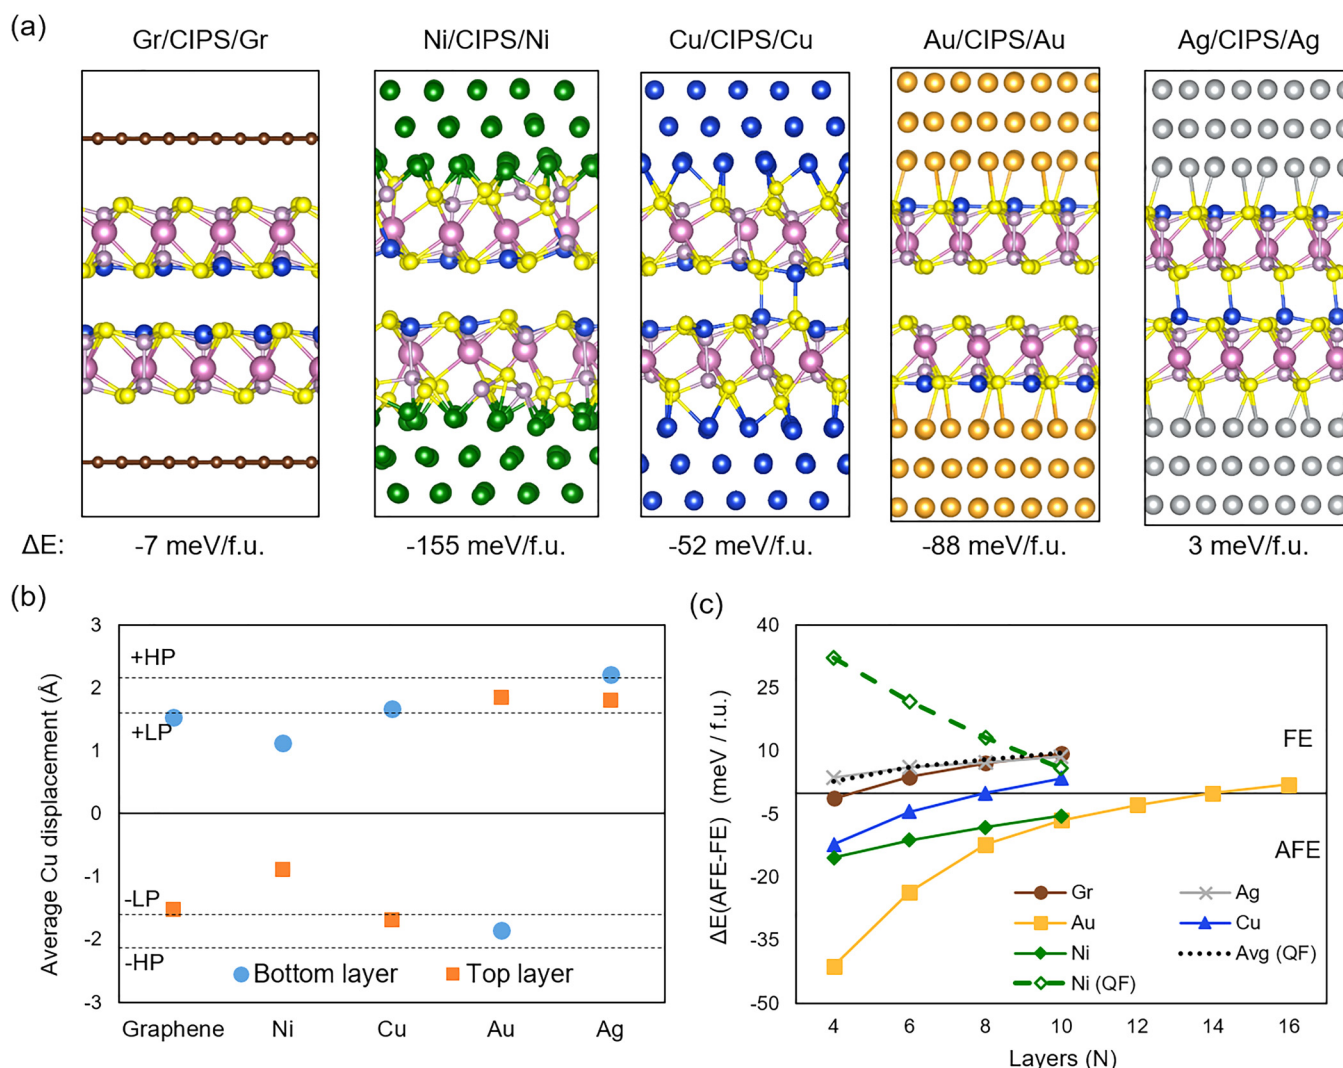 (a)
Gr/CIPS/Gr Ni/CIPS/Ni Cu/CIPS/Cu Au/CIPS/Au Ag/CIPS/Ag
ΔE: -7 meV/f.u. -155 meV/f.u. -52 meV/f.u. -88 meV/f.u. 3 meV/f.u.
(b)
Average Cu displacement (Å)
3
2
1
0
-1
-2
-3
+HP
+LP
-LP
-HP
Bottom layer Top layer
Graphene Ni Cu Au Ag
(c)
ΔE(AFE-FE) (meV / f.u.)
40
25
10
-5
-20
-35
-50
FE
AFE
Gr Ag
Au Cu
Ni Avg (QF)
Ni (QF)
4 6 8 10 12 14 16
Layers (N)